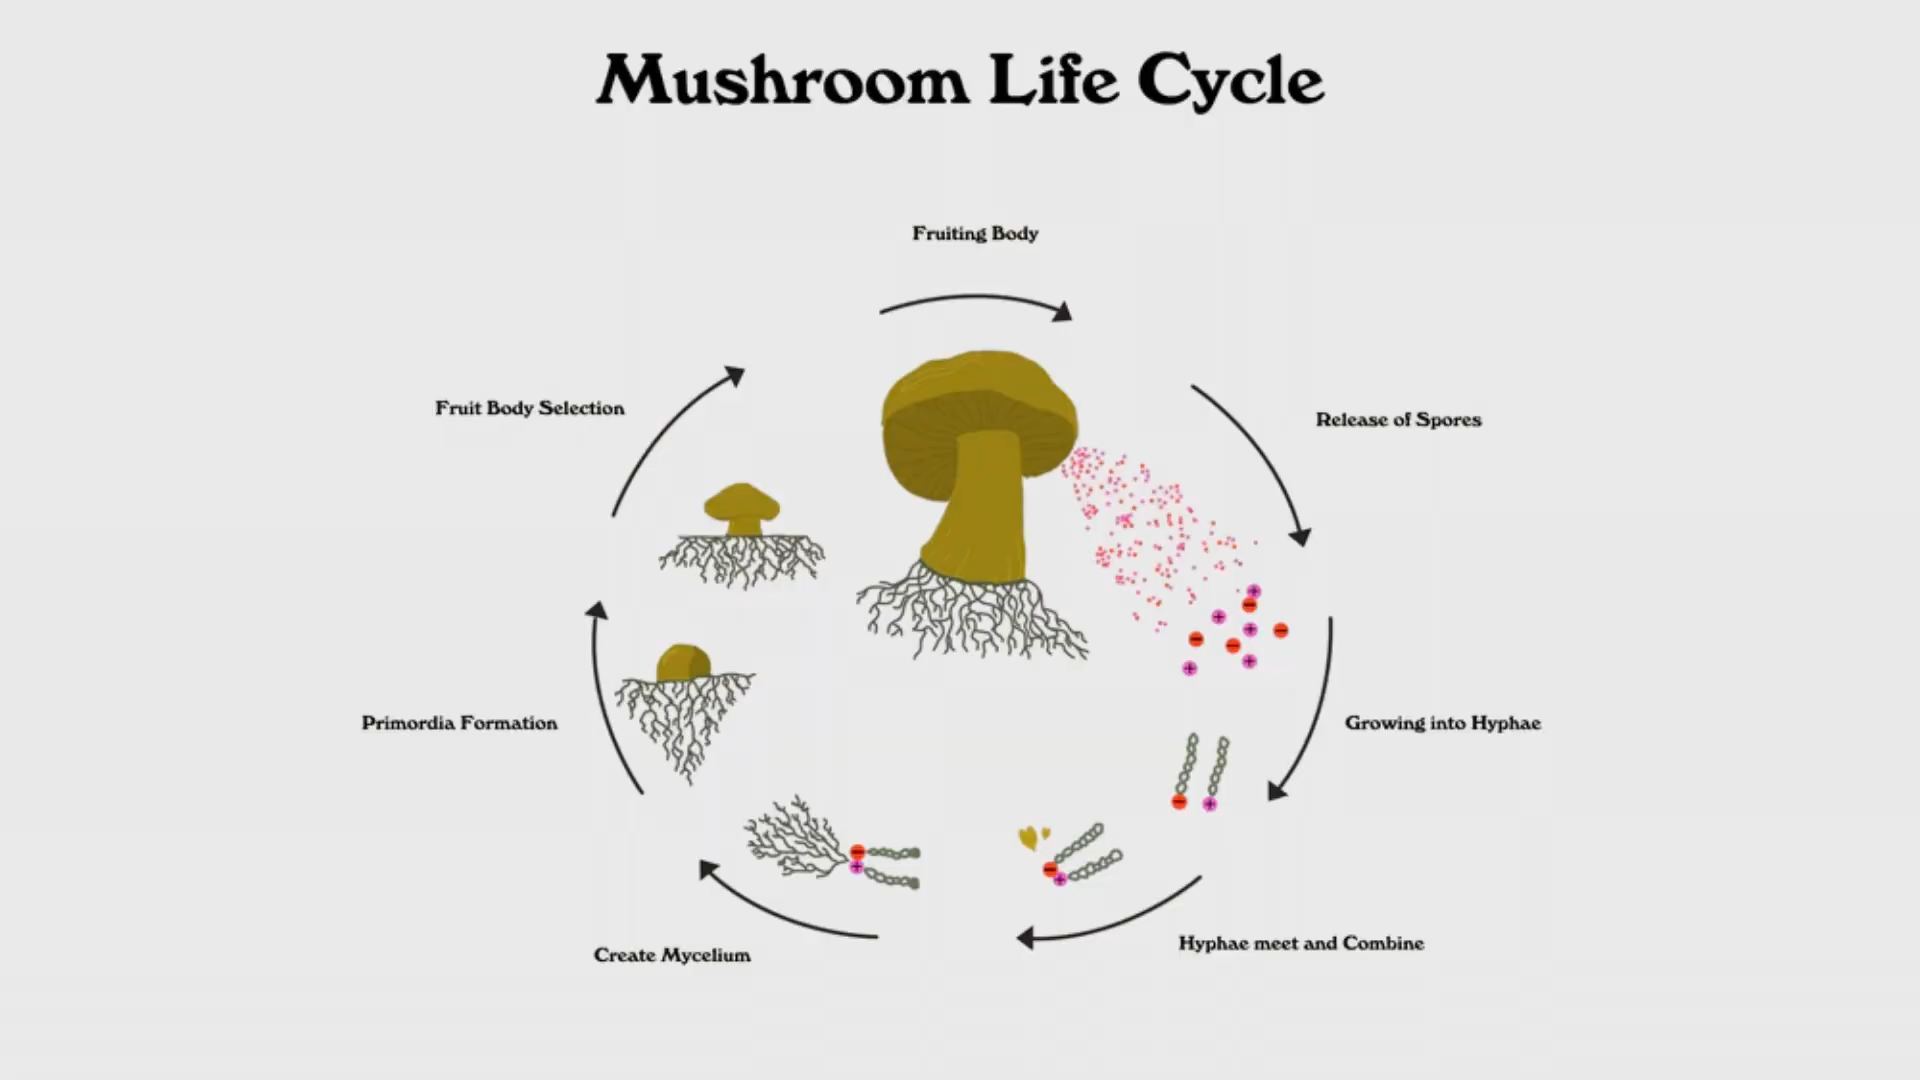 Mushroom Life Cycle
Fruiting Body
Release of Spores
Growing into Hyphae
Hyphae meet and Combine
Create Mycelium
Primordia Formation
Fruit Body Selection